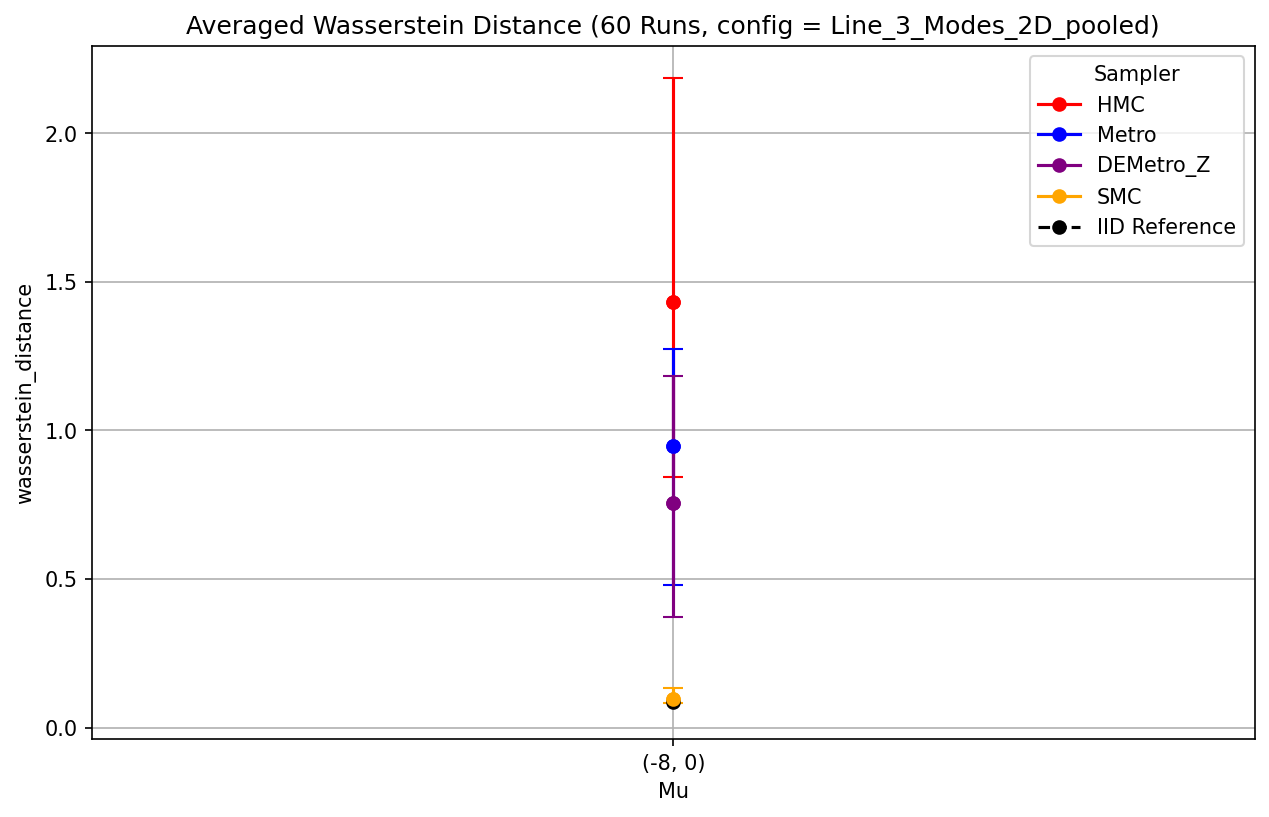 Averaged Wasserstein Distance (60 Runs, config = Line_3_Modes_2D_pooled)
Sampler
HMC
Metro
DEMetro_Z
SMC
IID Reference
wasserstein_distance
2.0
1.5
1.0
0.5
0.0
(-8, 0)
Mu